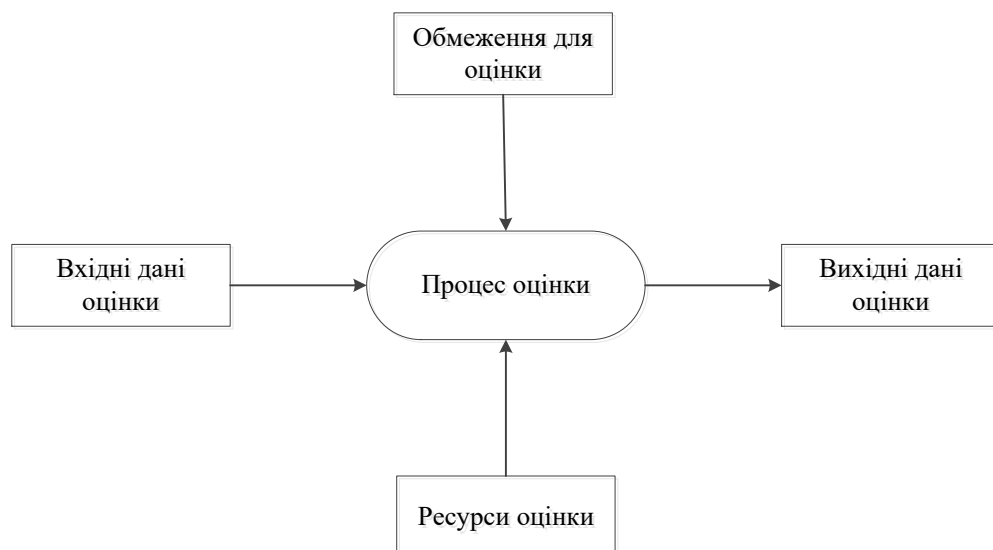 Обмеження для
оцінки
Вхідні дані
оцінки
Процес оцінки
Вихідні дані
оцінки
Ресурси оцінки